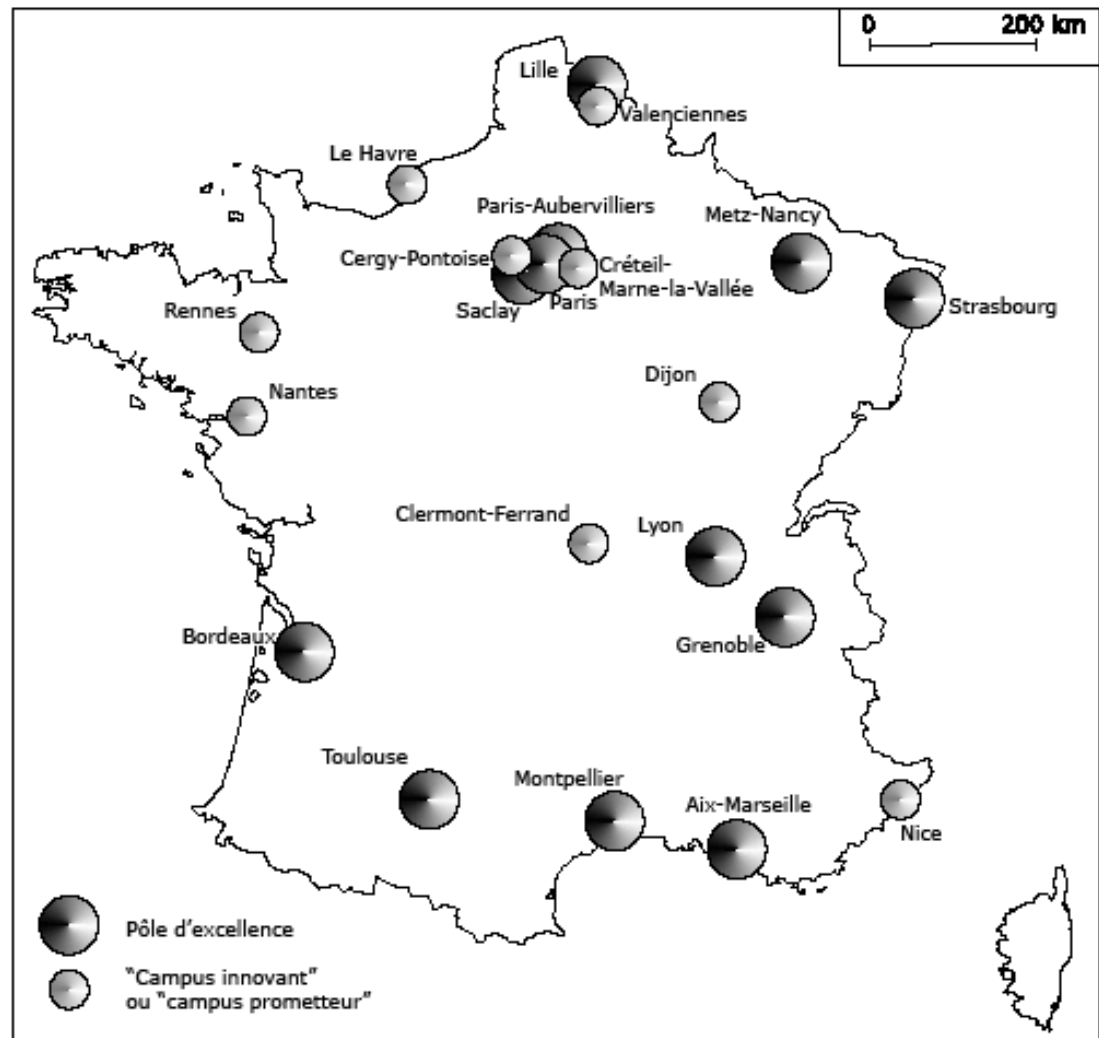 0 200 km
Lille
Valenciennes
Le Havre
Paris-Aubervilliers
Metz-Nancy
Cergy-Pontoise
Créteil-
Marne-la-Vallée
Saclay
Paris
Strasbourg
Rennes
Dijon
Nantes
Clermont-Ferrand
Lyon
Bordeaux
Grenoble
Toulouse
Montpellier
Aix-Marseille
Nice
Pôle d'excellence
"Campus innovant"
ou "campus prometteur"